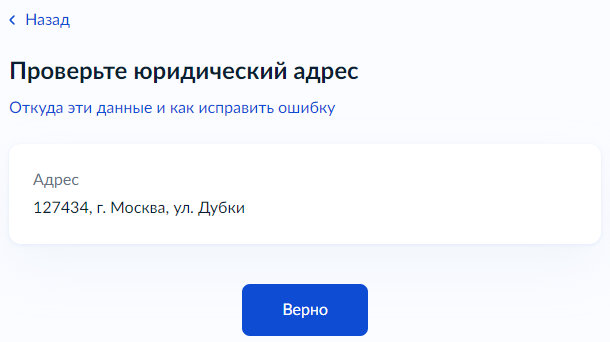 Назад
Проверьте юридический адрес
Откуда эти данные и как исправить ошибку
Адрес
127434, г. Москва, ул. Дубки
Верно